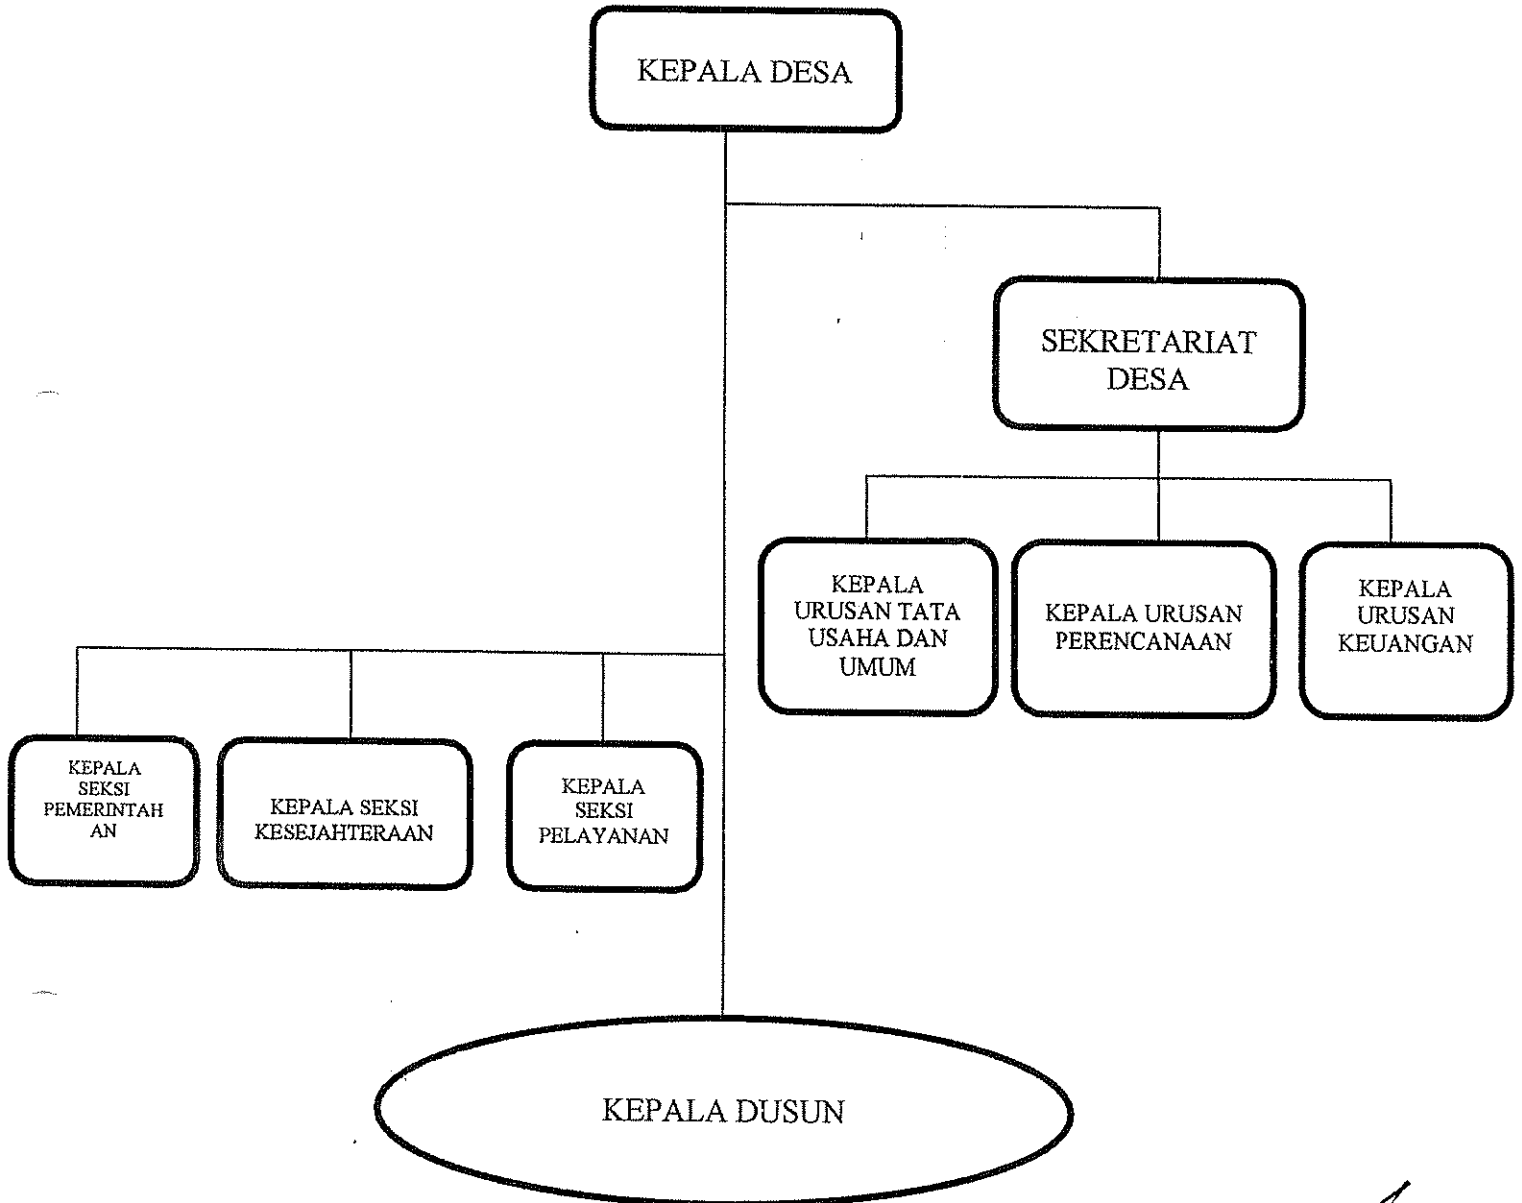 KEPALA DESA
SEKRETARIAT
DESA
KEPALA
URUSAN TATA
USAHA DAN
UMUM
KEPALA URUSAN
PERENCANAAN
KEPALA
URUSAN
KEUANGAN
KEPALA
SEKSI
PEMERINTAH
AN
KEPALA SEKSI
KESEJAHTERAAN
KEPALA
SEKSI
PELAYANAN
KEPALA DUSUN